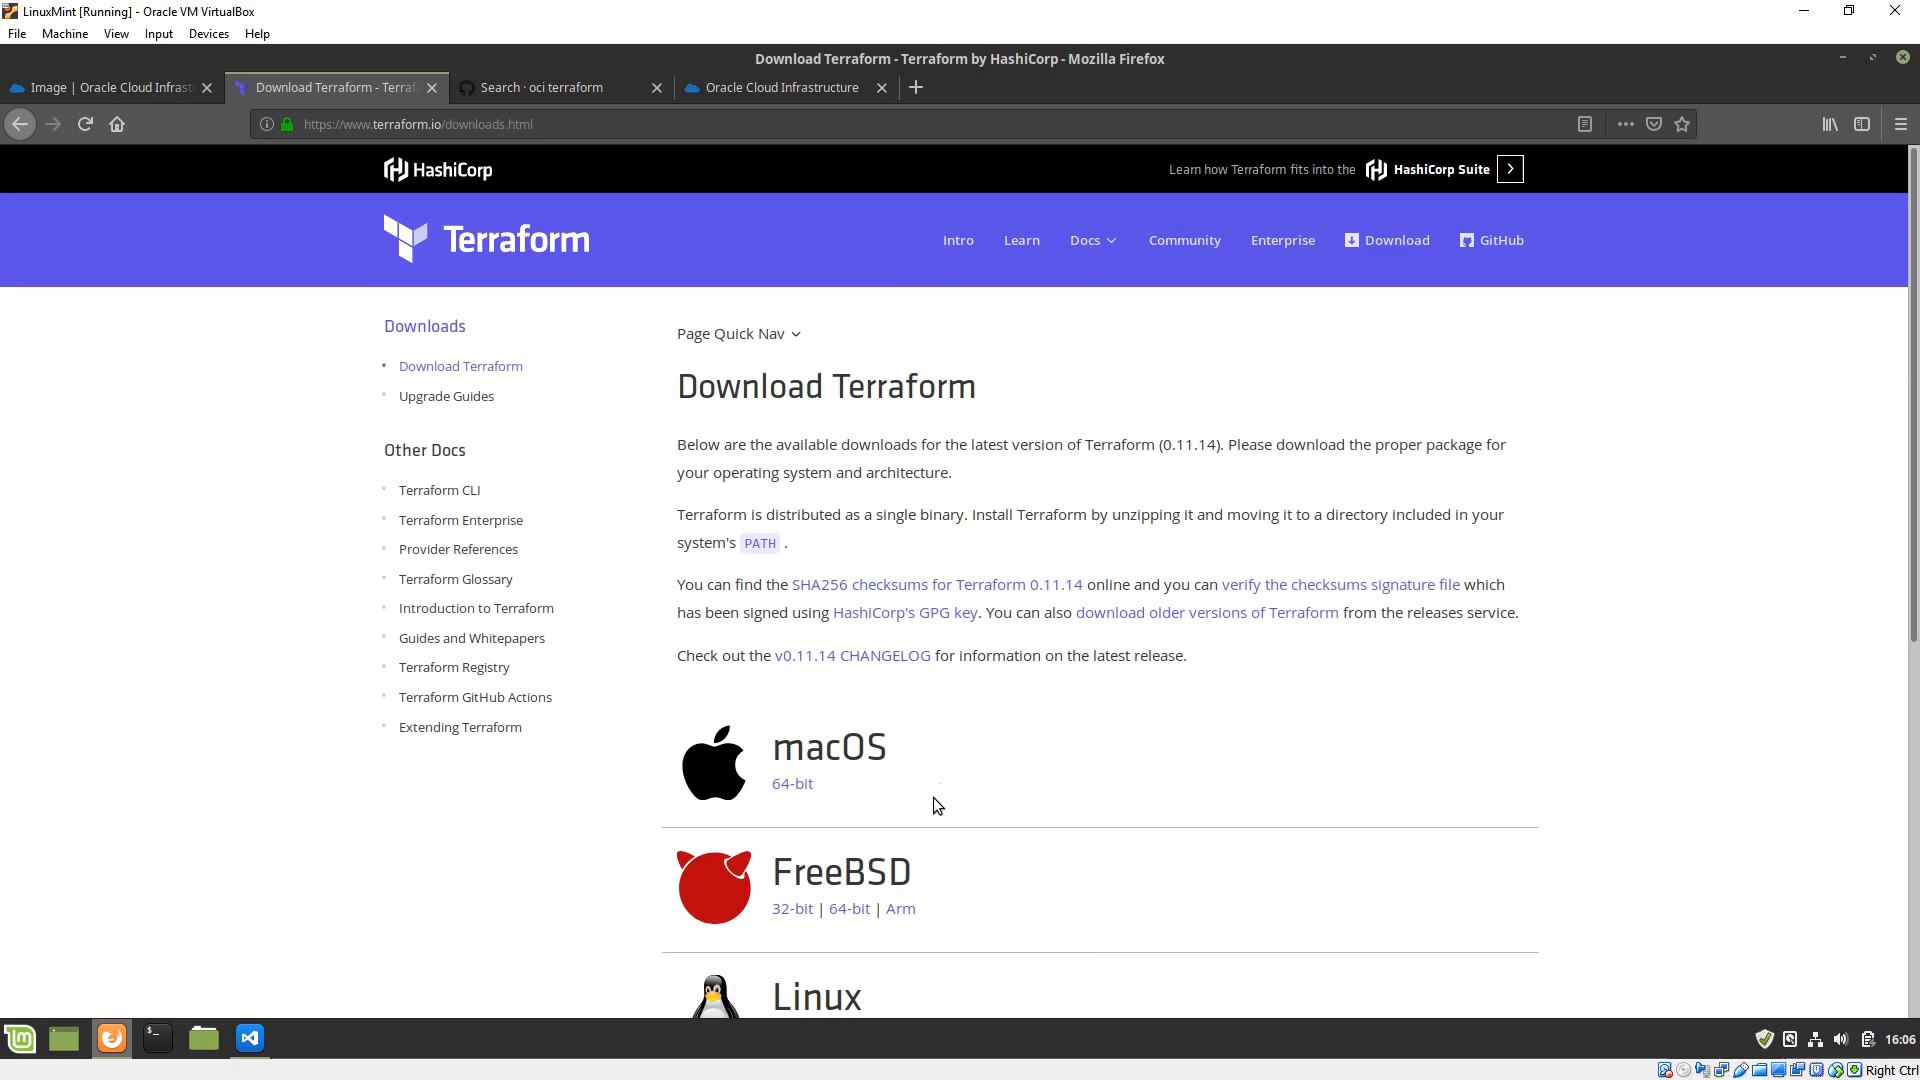 LinuxMint [Running] - Oracle VM VirtualBox
File Machine View Input Devices Help
Download Terraform - Terraform by HashiCorp - Mozilla Firefox
Image | Oracle Cloud Infrast
Download Terraform - Terraf
Search · oci terraform
Oracle Cloud Infrastructure
https://www.terraform.io/downloads.html
HashiCorp
Learn how Terraform fits into the HashiCorp Suite
Terraform
Intro Learn Docs Community Enterprise Download GitHub
Downloads
• Download Terraform
• Upgrade Guides
Other Docs
• Terraform CLI
• Terraform Enterprise
• Provider References
• Terraform Glossary
• Introduction to Terraform
• Guides and Whitepapers
• Terraform Registry
• Terraform GitHub Actions
• Extending Terraform
Page Quick Nav
Download Terraform
Below are the available downloads for the latest version of Terraform (0.11.14). Please download the proper package for
your operating system and architecture.
Terraform is distributed as a single binary. Install Terraform by unzipping it and moving it to a directory included in your
system's PATH .
You can find the SHA256 checksums for Terraform 0.11.14 online and you can verify the checksums signature file which
has been signed using HashiCorp's GPG key. You can also download older versions of Terraform from the releases service.
Check out the v0.11.14 CHANGELOG for information on the latest release.
macOS
64-bit
FreeBSD
32-bit | 64-bit | Arm
Linux
16:06
Right Ctrl